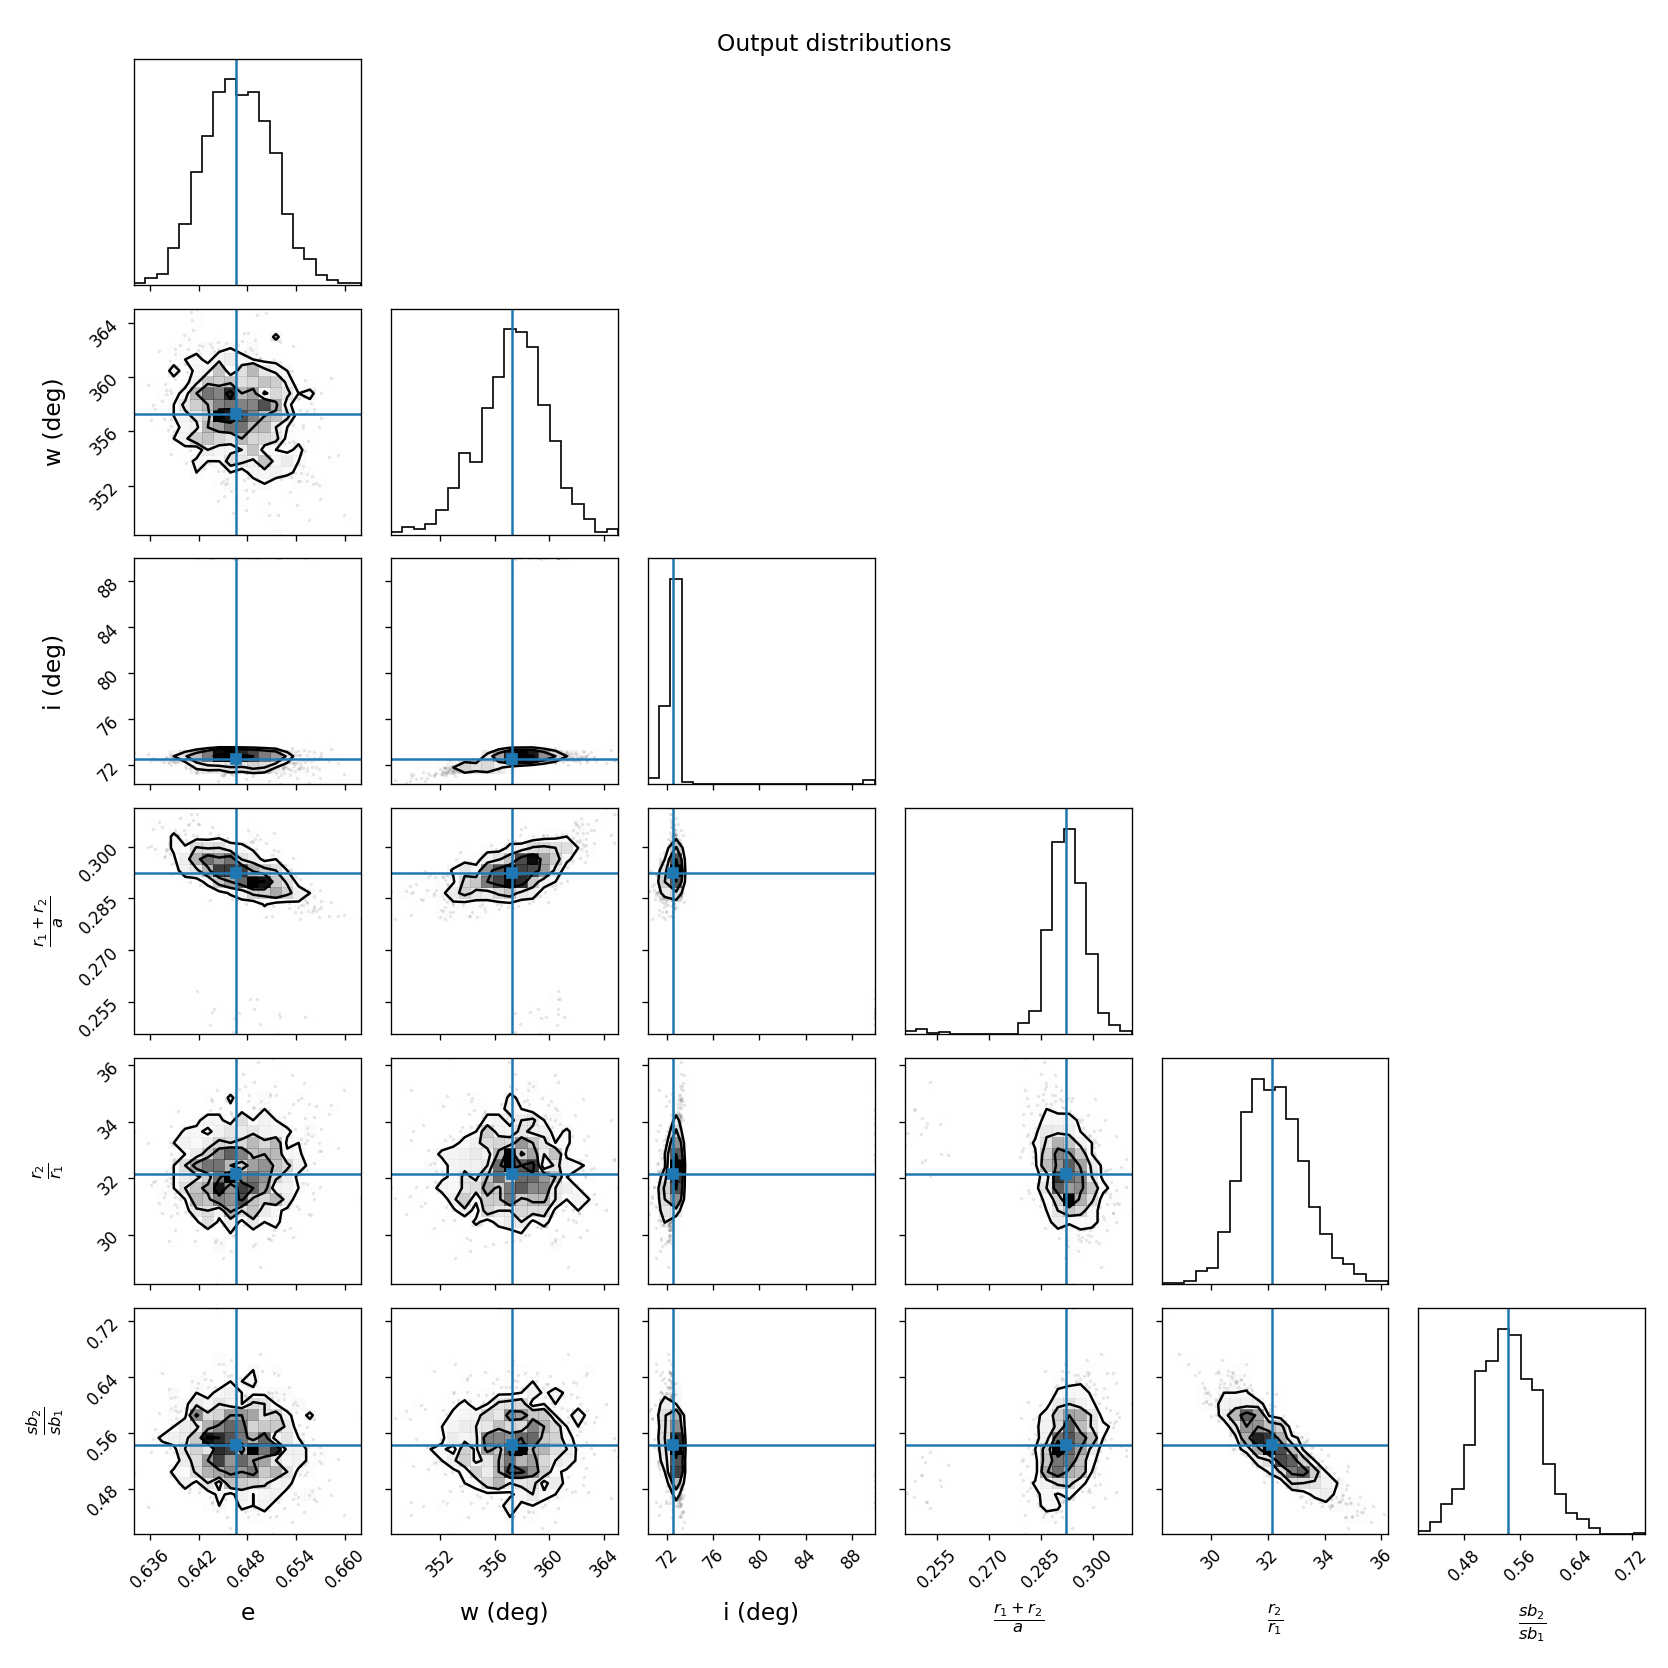 Output distributions
w (deg)
364
360
356
352
i (deg)
88
84
80
76
72
r₁ + r₂
a
0.300
0.285
0.270
0.255
r₂
r₁
36
34
32
30
sb₂
sb₁
0.72
0.64
0.56
0.48
0.636 0.642 0.648 0.654 0.660 352 356 360 364 72 76 80 84 88 0.255 0.270 0.285 0.300 30 32 34 36 0.48 0.56 0.64 0.72
e w (deg) i (deg) r₁ + r₂ r₂ sb₂
a r₁ sb₁